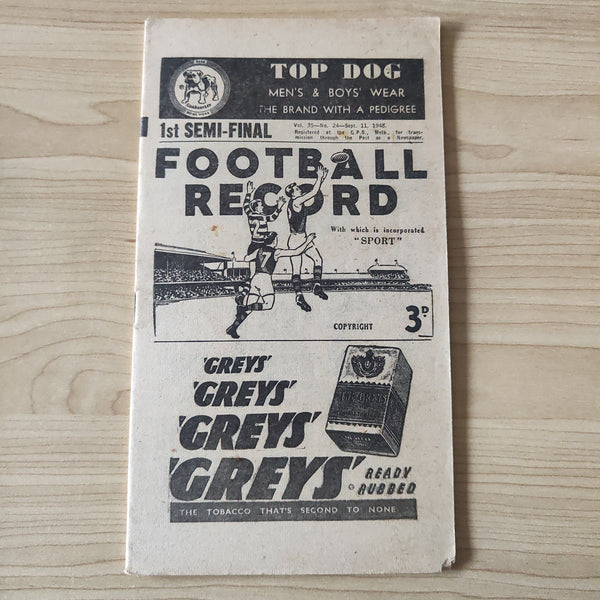 TOP DOG
MEN'S & BOYS' WEAR
THE BRAND WITH A PEDIGREE
1st SEMI-FINAL
Vol. 35—No. 24—Sept. 11, 1948.
Registered at the G.P.O., Melb., for trans-
mission through the Post as a Newspaper.
FOOTBALL
RECORD
With which is incorporated
"SPORT"
7
COPYRIGHT
3D.
'GREYS'
'GREYS'
'GREYS'
'GREYS'
READY
RUBBED
THE TOBACCO THAT'S SECOND TO NONE